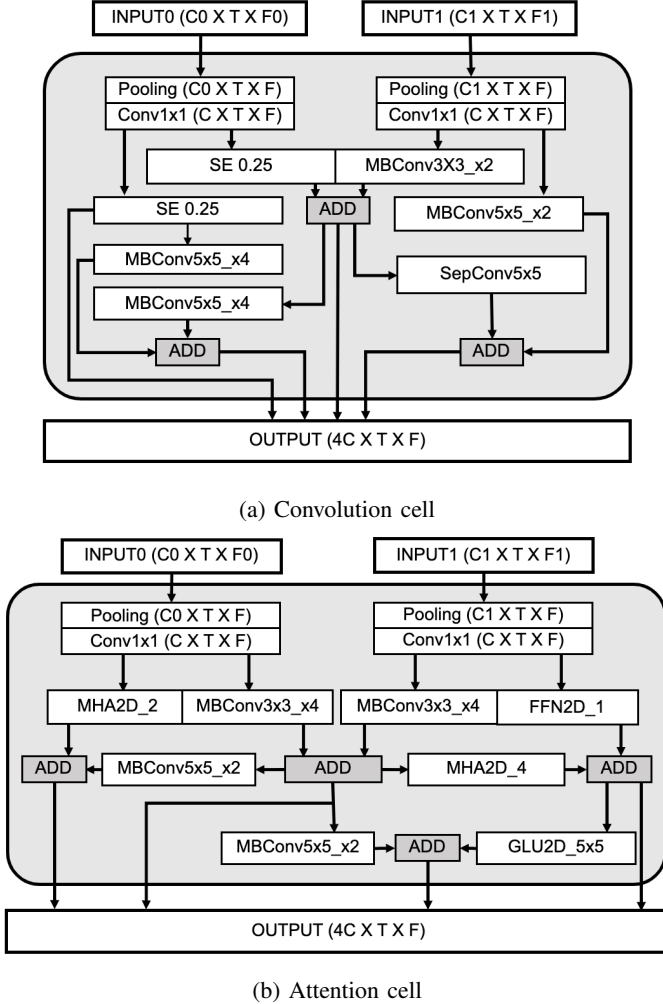 INPUT0 (C0 X T X F0)
INPUT1 (C1 X T X F1)
Pooling (C0 X T X F)
Conv1x1 (C X T X F)
Pooling (C1 X T X F)
Conv1x1 (C X T X F)
SE 0.25
MBConv3X3_x2
SE 0.25
ADD
MBConv5x5_x2
MBConv5x5_x4
SepConv5x5
MBConv5x5_x4
ADD
ADD
OUTPUT (4C X T X F)
(a) Convolution cell
INPUT0 (C0 X T X F0)
INPUT1 (C1 X T X F1)
Pooling (C0 X T X F)
Conv1x1 (C X T X F)
Pooling (C1 X T X F)
Conv1x1 (C X T X F)
MHA2D_2
MBConv3x3_x4
MBConv3x3_x4
FFN2D_1
ADD
MBConv5x5_x2
ADD
MHA2D_4
ADD
MBConv5x5_x2
ADD
GLU2D_5x5
OUTPUT (4C X T X F)
(b) Attention cell